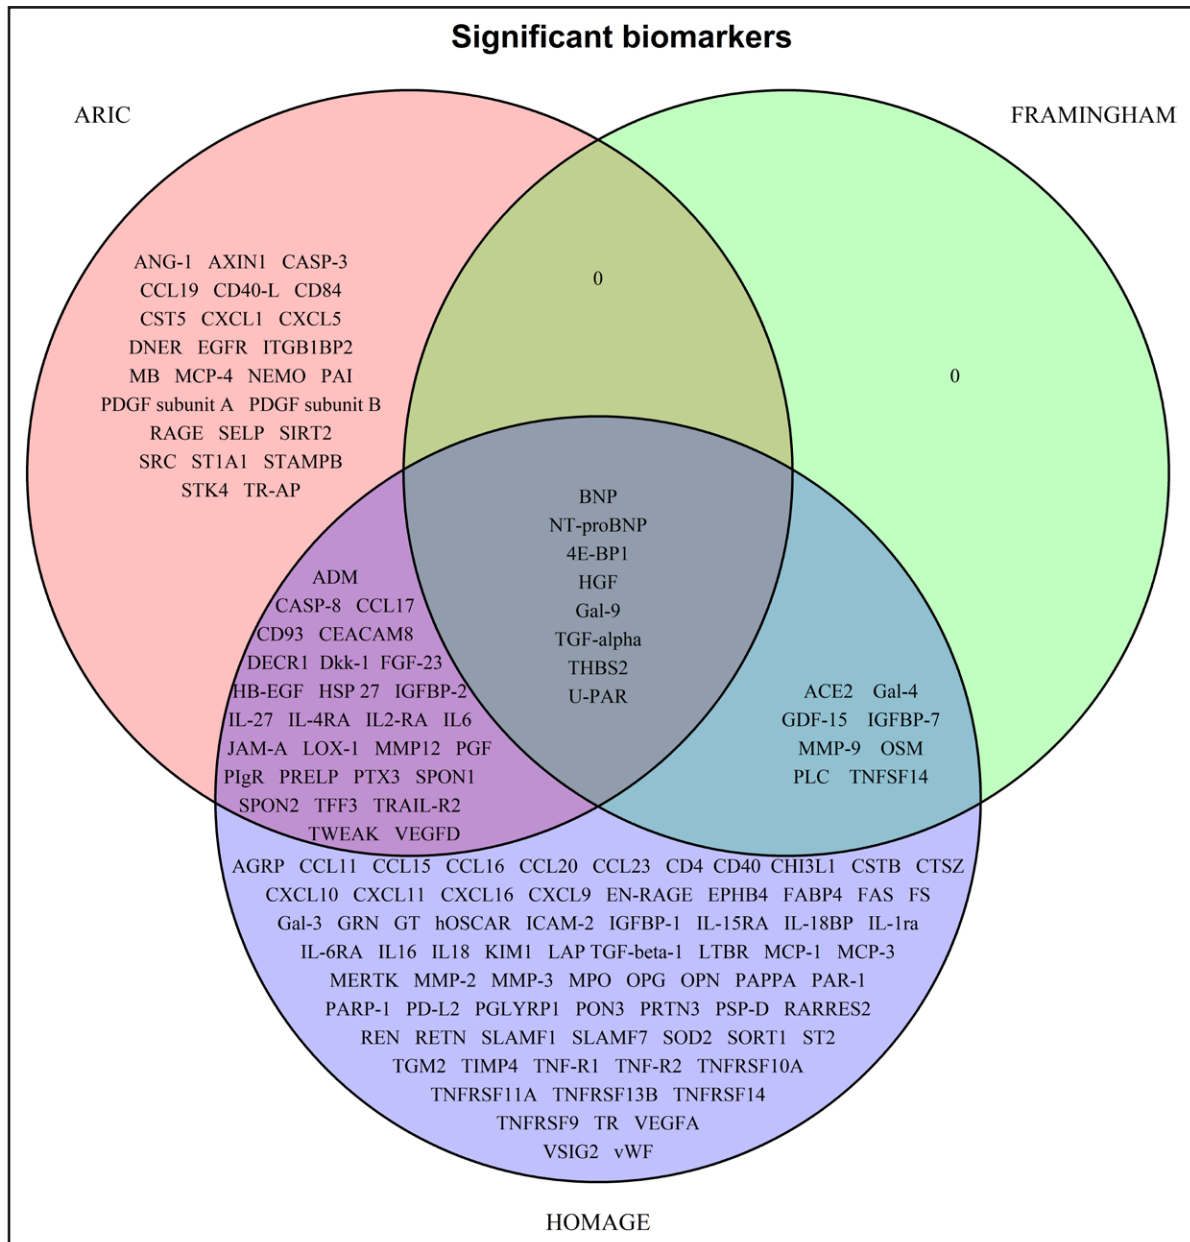 Significant biomarkers
ARIC
FRAMINGHAM
ANG-1 AXIN1 CASP-3
CCL19 CD40-L CD84
CST5 CXCL1 CXCL5
DNER EGFR ITGB1BP2
MB MCP-4 NEMO PAI
PDGF subunit A PDGF subunit B
RAGE SELP SIRT2
SRC ST1A1 STAMPB
STK4 TR-AP
0
0
BNP
NT-proBNP
4E-BP1
HGF
Gal-9
TGF-alpha
THBS2
U-PAR
ADM
CASP-8 CCL17
CD93 CEACAM8
DECR1 Dkk-1 FGF-23
HB-EGF HSP 27 IGFBP-2
IL-27 IL-4RA IL2-RA IL6
JAM-A LOX-1 MMP12 PGF
PIgR PRELP PTX3 SPON1
SPON2 TFF3 TRAIL-R2
TWEAK VEGFD
ACE2 Gal-4
GDF-15 IGFBP-7
MMP-9 OSM
PLC TNFSF14
AGRP CCL11 CCL15 CCL16 CCL20 CCL23 CD4 CD40 CHI3L1 CSTB CTSZ
CXCL10 CXCL11 CXCL16 CXCL9 EN-RAGE EPHB4 FABP4 FAS FS
Gal-3 GRN GT hOSCAR ICAM-2 IGFBP-1 IL-15RA IL-18BP IL-1ra
IL-6RA IL16 IL18 KIM1 LAP TGF-beta-1 LTBR MCP-1 MCP-3
MERTK MMP-2 MMP-3 MPO OPG OPN PAPPA PAR-1
PARP-1 PD-L2 PGLYRP1 PON3 PRTN3 PSP-D RARRES2
REN RETN SLAMF1 SLAMF7 SOD2 SORT1 ST2
TGM2 TIMP4 TNF-R1 TNF-R2 TNFRSF10A
TNFRSF11A TNFRSF13B TNFRSF14
TNFRSF9 TR VEGFA
VSIG2 vWF
HOMAGE